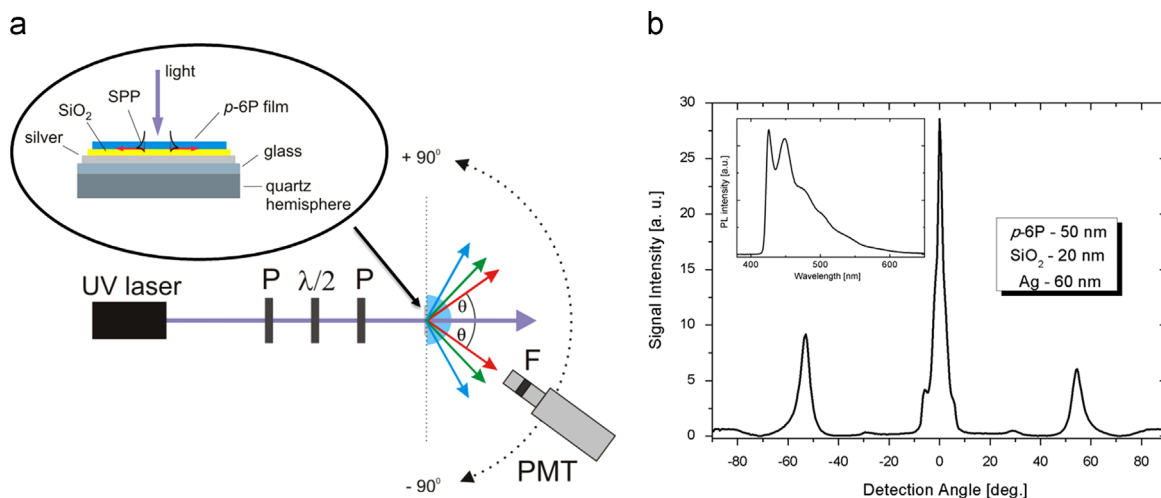 a
light
SPP
SiO₂
p-6P film
silver
glass
quartz
hemisphere
+ 90⁰
UV laser
P
λ/2
P
θ
θ
F
PMT
- 90⁰
b
Signal Intensity [a. u.]
30
25
20
15
10
5
0
-80
-60
-40
-20
0
20
40
60
80
Detection Angle [deg.]
PL intensity [a.u.]
400
500
600
Wavelength [nm]
p-6P - 50 nm
SiO₂ - 20 nm
Ag - 60 nm